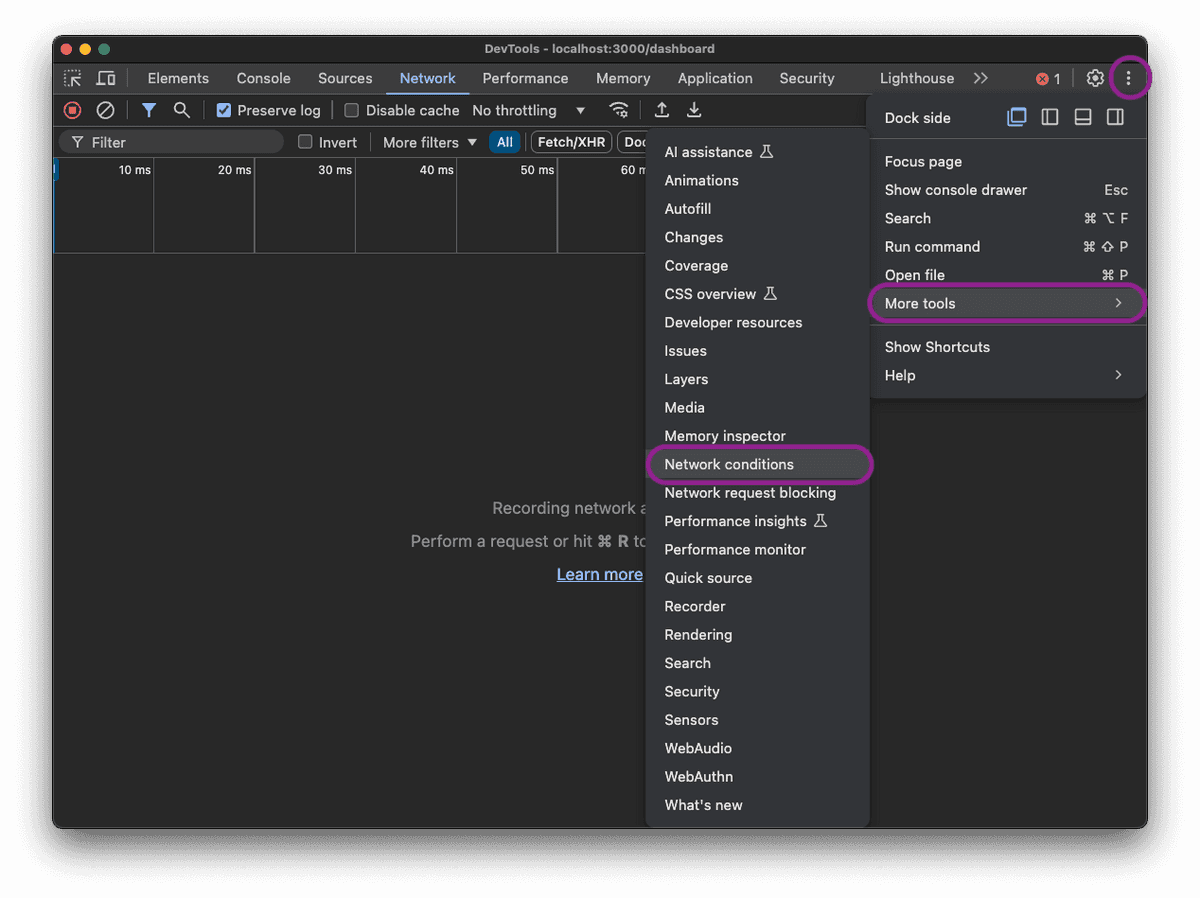 DevTools - localhost:3000/dashboard
Elements Console Sources Network Performance Memory Application Security Lighthouse 1
Preserve log Disable cache No throttling
Filter Invert More filters All Fetch/XHR
10 ms 20 ms 30 ms 40 ms 50 ms
Recording network
Perform a request or hit ⌘ R
Learn more
AI assistance
Animations
Autofill
Changes
Coverage
CSS overview
Developer resources
Issues
Layers
Media
Memory inspector
Network conditions
Network request blocking
Performance insights
Performance monitor
Quick source
Recorder
Rendering
Search
Security
Sensors
WebAudio
WebAuthn
What's new
Dock side
Focus page
Show console drawer Esc
Search ⌘ ⌥ F
Run command ⌘ ⇧ P
Open file ⌘ P
More tools
Show Shortcuts
Help